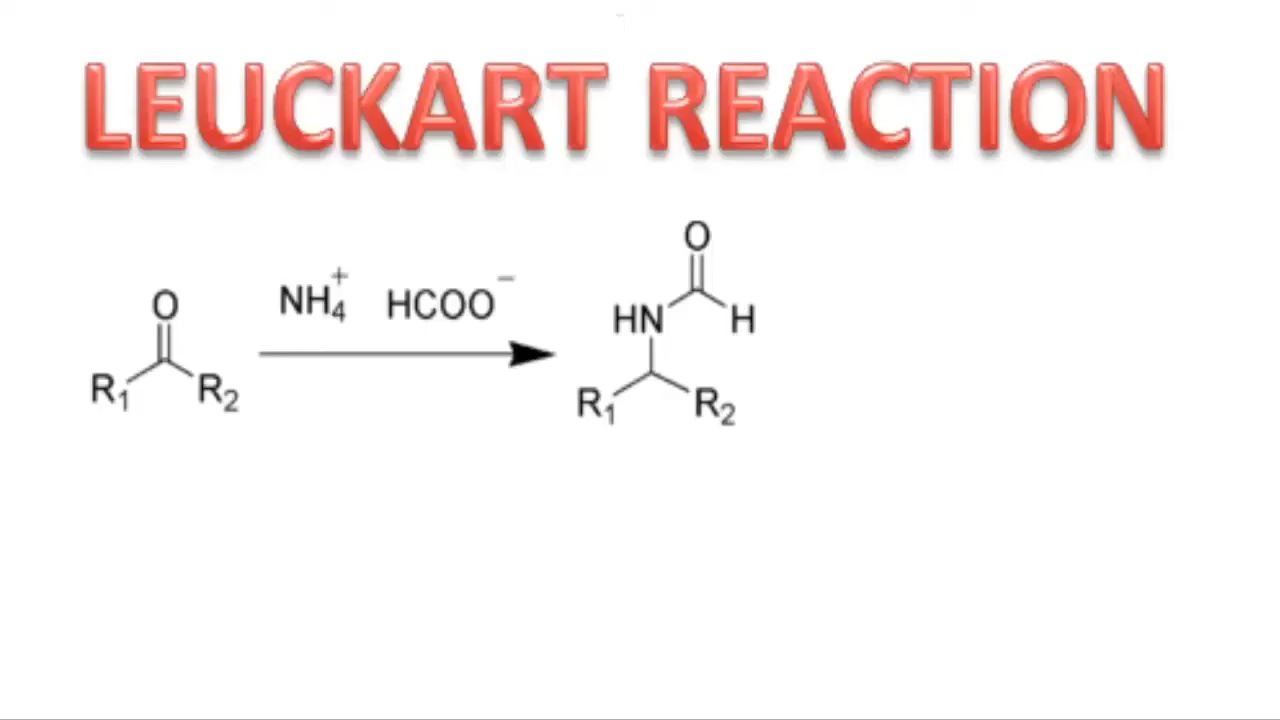 LEUCKART REACTION
O
R₁ R₂
NH₄⁺ HCOO⁻
O
HN H
R₁ R₂